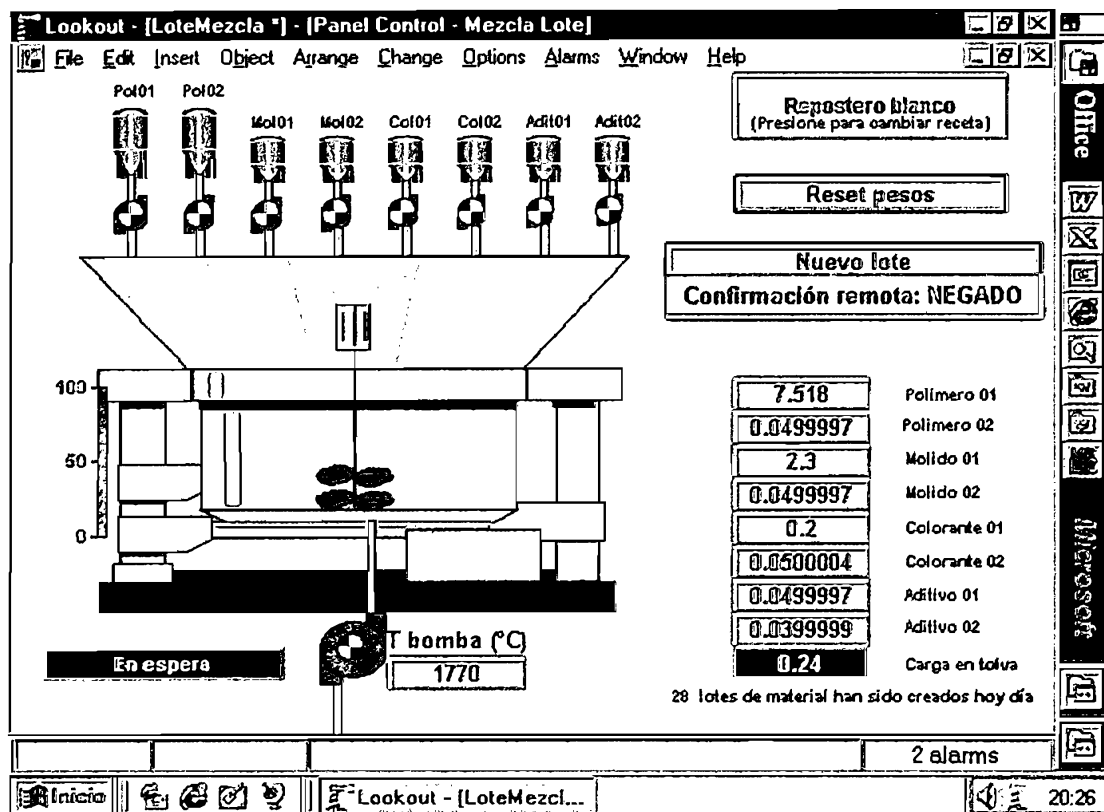 Lookout - [LoteMezcla *] - [Panel Control - Mezcla Lote]
File Edit Insert Object Arrange Change Options Alarms Window Help
Pol01 Pol02
Mol01 Mol02 Col01 Col02 Adit01 Adit02
Repostero blanco
(Presione para cambiar receta)
Reset pesos
Nuevo lote
Confirmación remota: NEGADO
100
50
0
7.518 Polímero 01
0.0499997 Polímero 02
2.3 Molido 01
0.0499997 Molido 02
0.2 Colorante 01
0.0500004 Colorante 02
0.0499997 Aditivo 01
0.0399999 Aditivo 02
0.24 Carga en tolva
28 lotes de material han sido creados hoy día
En espera
T bomba (°C)
1770
2 alarms
Office
Microsoft
Inicio
Lookout - [LoteMezcl...
20:26